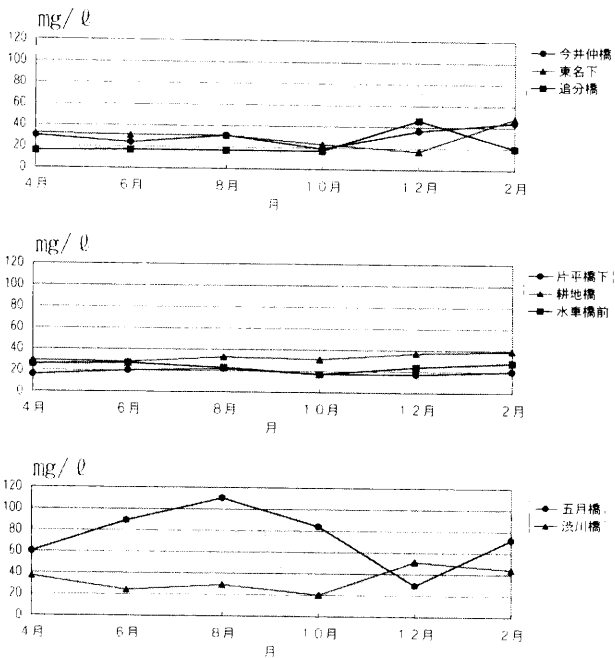 mg/ℓ
120
100
80
60
40
20
0
4月 6月 8月 10月 12月 2月
月
今井仲橋
東名下
追分橋
mg/ℓ
120
100
80
60
40
20
0
4月 6月 8月 10月 12月 2月
月
片平橋下
耕地橋
水車橋前
mg/ℓ
120
100
80
60
40
20
0
4月 6月 8月 10月 12月 2月
月
五月橋
渋川橋